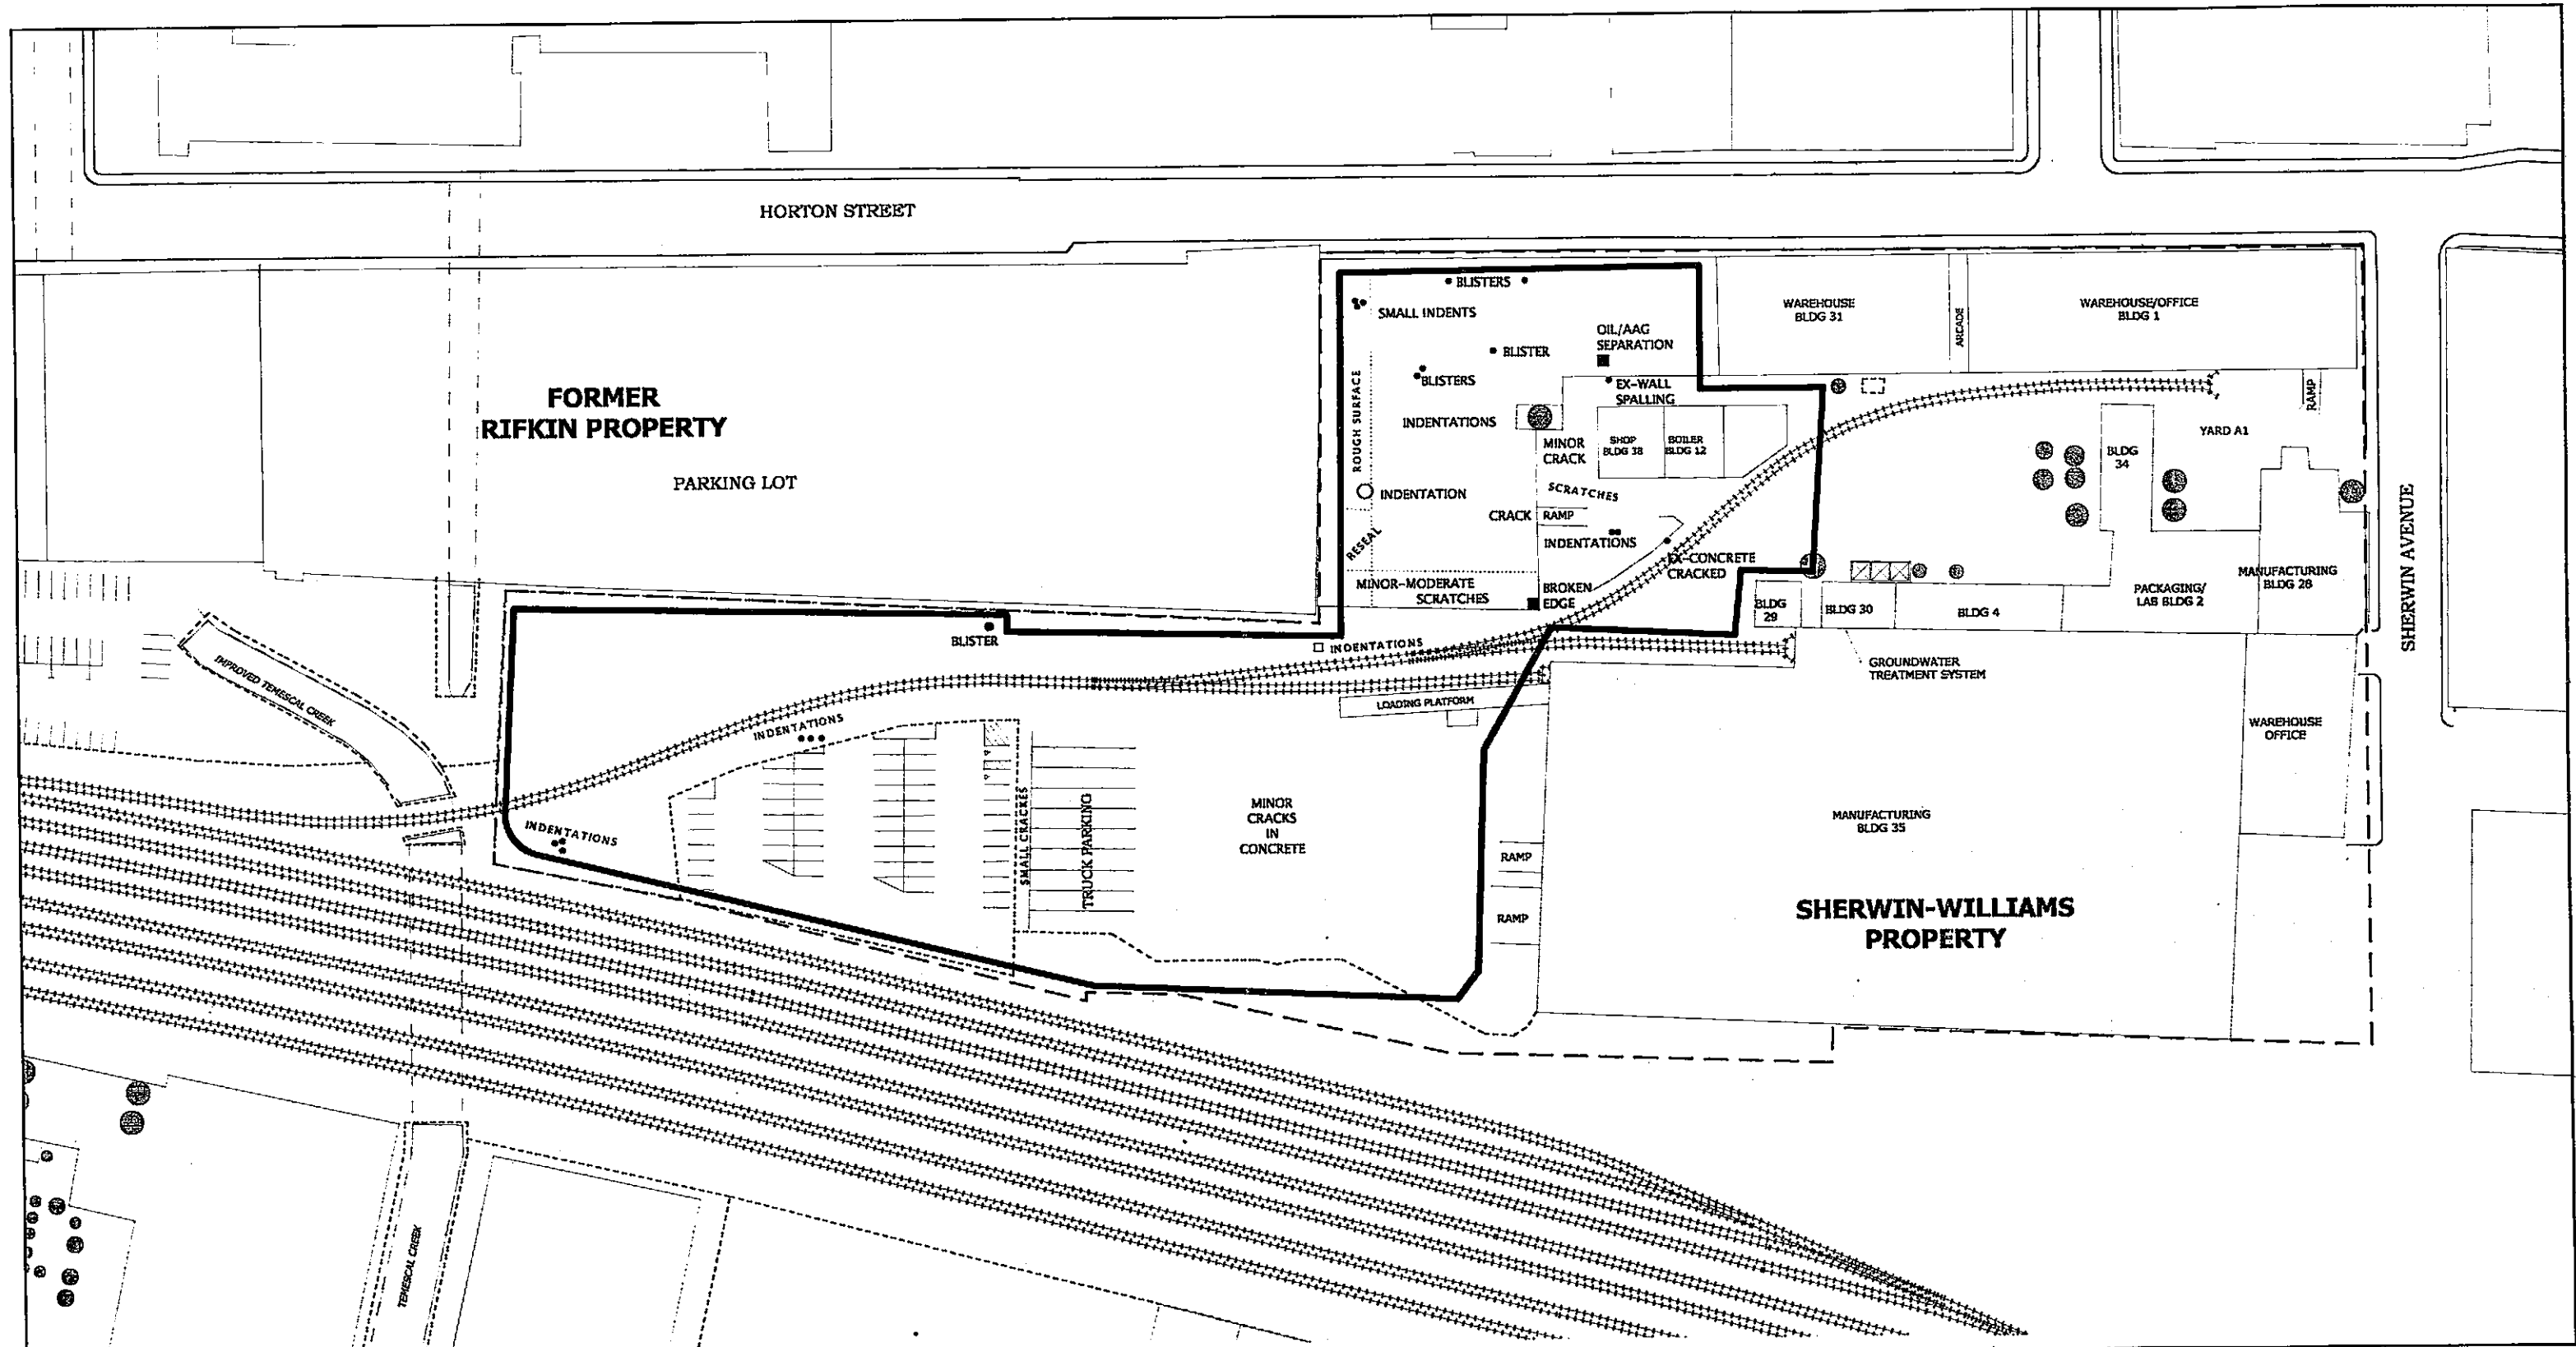 HORTON STREET
BLISTERS
SMALL INDENTS
WAREHOUSE
BLDG 31
ARCADE
WAREHOUSE/OFFICE
BLDG 1
OIL/AAG
SEPARATION
BLISTER
BLISTERS
EX-WALL
SPALLING
RAMP
FORMER
RIFKIN PROPERTY
PARKING LOT
ROUGH SURFACE
INDENTATIONS
MINOR
CRACK
SHOP
BLDG 38
BOILER
BLDG 12
YARD A1
BLDG
34
INDENTATION
SCRATCHES
CRACK
RAMP
RESEAL
INDENTATIONS
EX-CONCRETE
CRACKED
SHERWIN AVENUE
MINOR-MODERATE
SCRATCHES
BROKEN
EDGE
BLDG
29
BLDG 30
BLDG 4
PACKAGING/
LAB BLDG 2
MANUFACTURING
BLDG 28
BLISTER
INDENTATIONS
GROUNDWATER
TREATMENT SYSTEM
IMPROVED TEMESCAL CREEK
LOADING PLATFORM
INDENTATIONS
WAREHOUSE
OFFICE
INDENTATIONS
SMALL CRACKES
TRUCK PARKING
MINOR
CRACKS
IN
CONCRETE
MANUFACTURING
BLDG 35
RAMP
RAMP
SHERWIN-WILLIAMS
PROPERTY
TEMESCAL CREEK